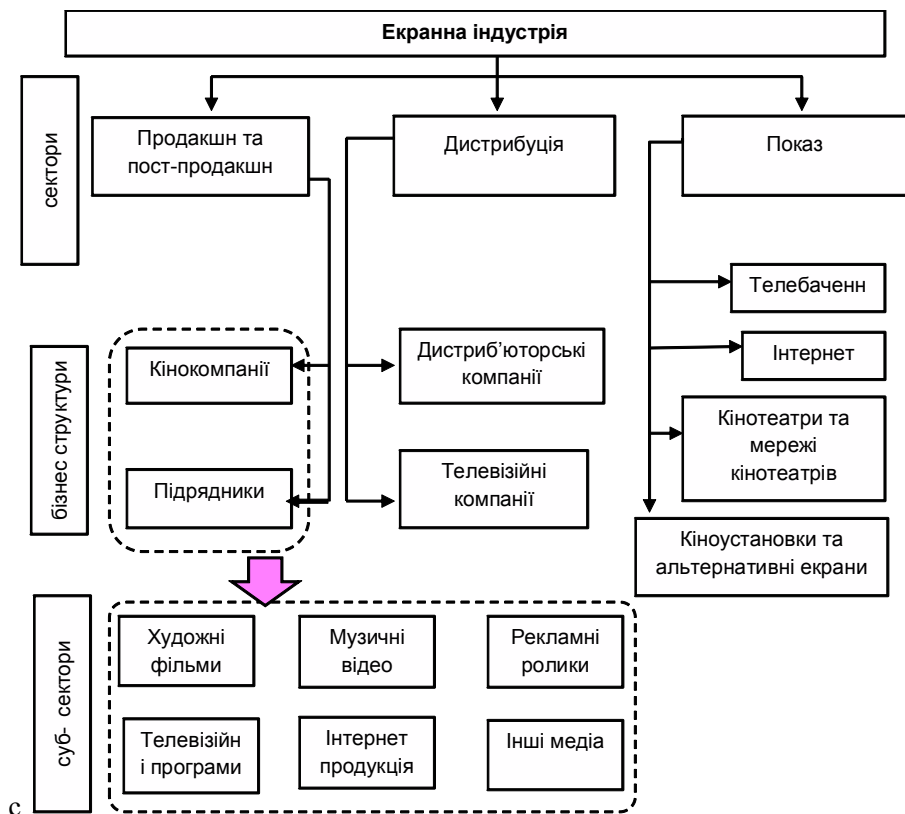 Екранна індустрія
сектори
Продакшн та
пост-продакшн
Дистрибуція
Показ
Телебаченн
бізнес структури
Кінокомпанії
Дистриб’юторські
компанії
Інтернет
Кінотеатри та
мережі
кінотеатрів
Підрядники
Телевізійні
компанії
Кіноустановки та
альтернативні екрани
суб- сектори
Художні
фільми
Музичні
відео
Рекламні
ролики
Телевізійн
і програми
Інтернет
продукція
Інші медіа
с